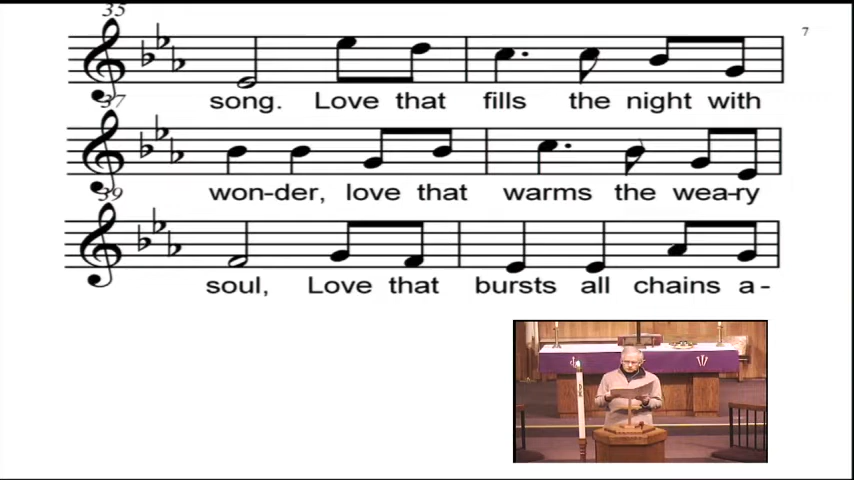 35
7
song. Love that fills the night with
37
won-der, love that warms the wea-ry
39
soul, Love that bursts all chains a-